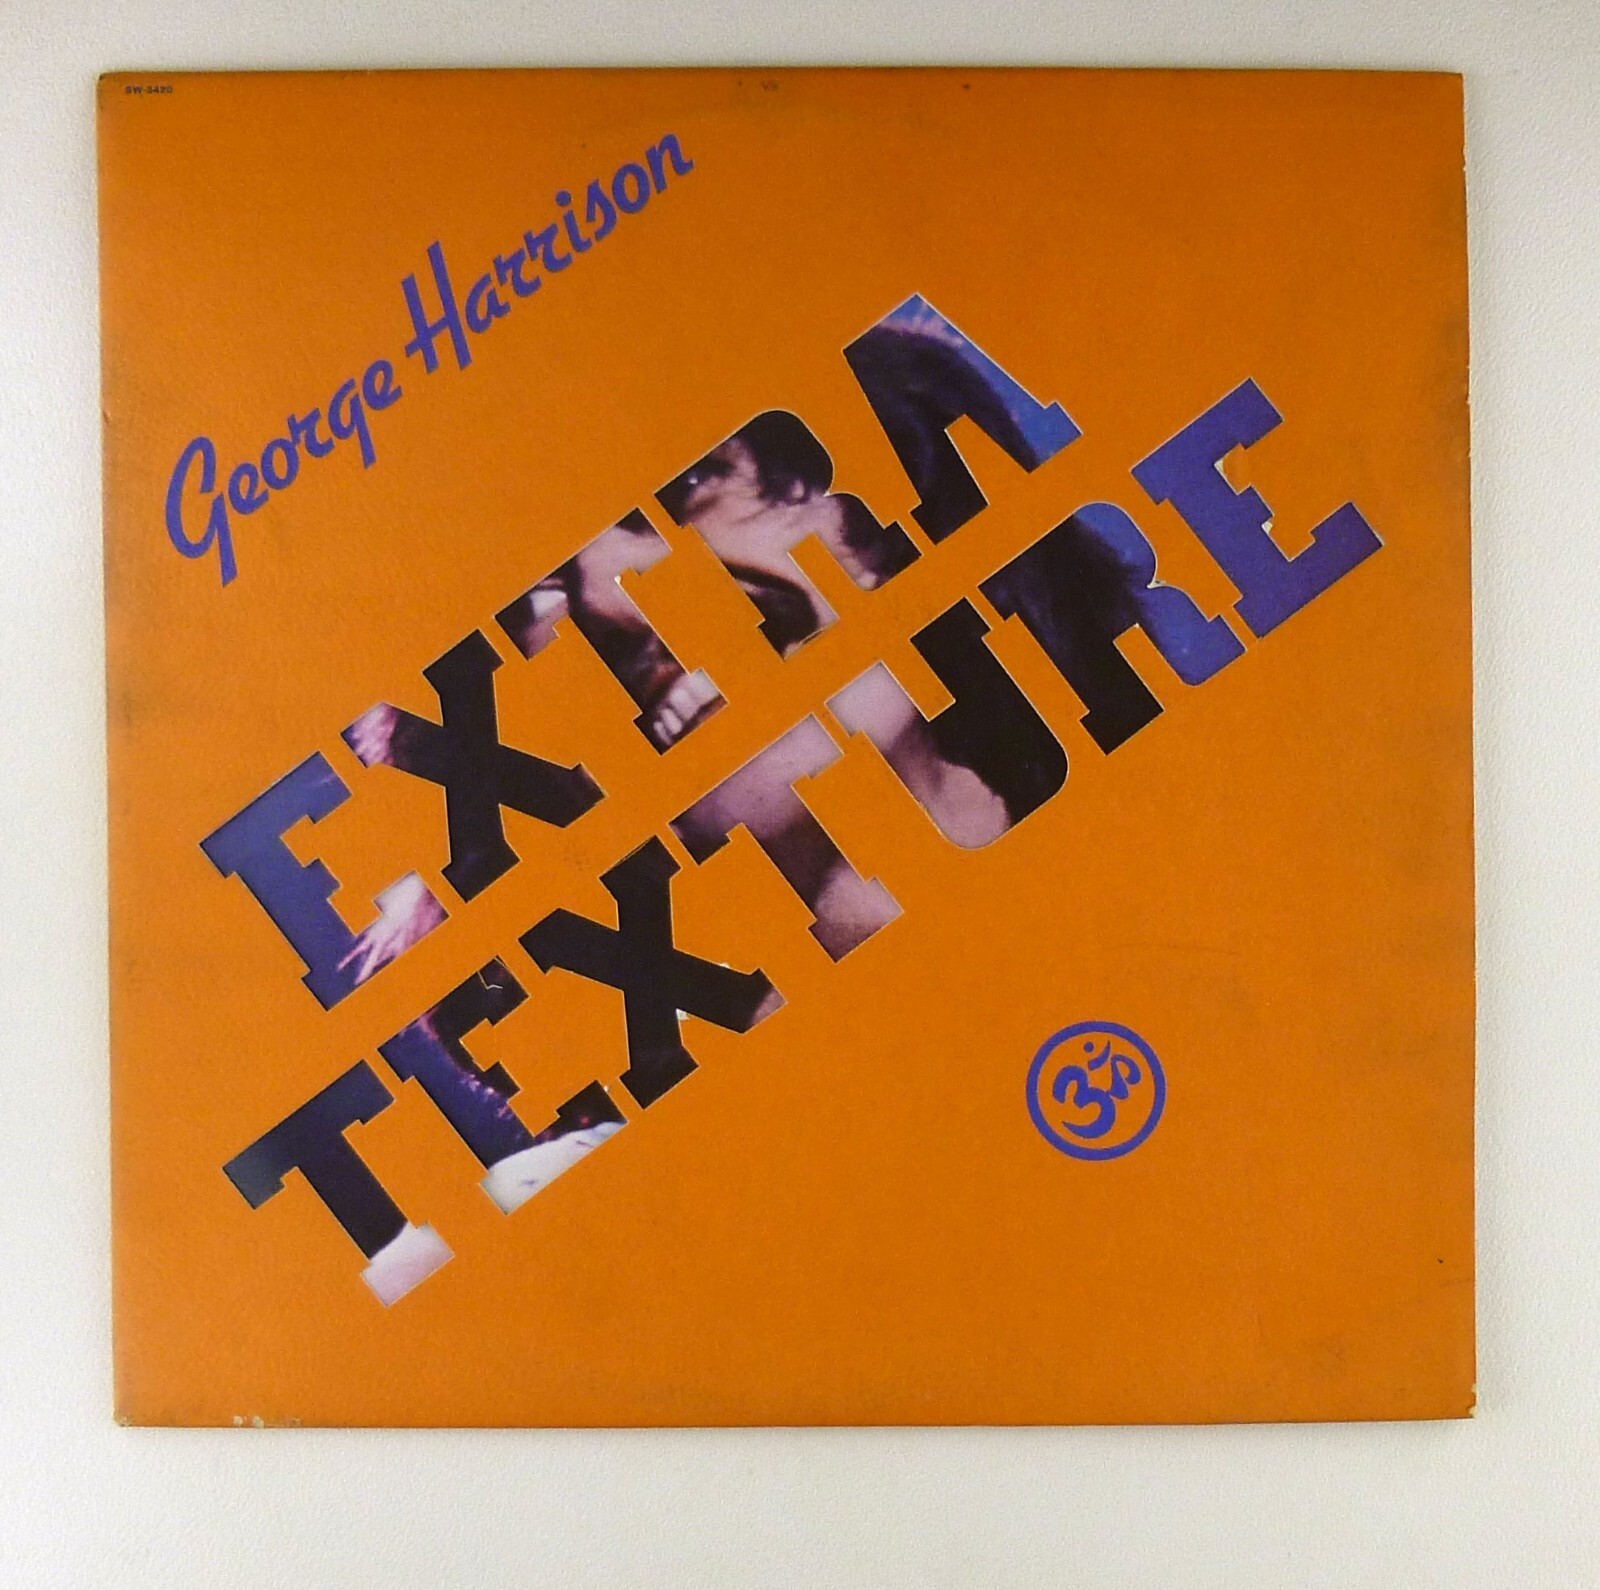 SW-3420
George Harrison
EXTRA
TEXTURE
ॐ